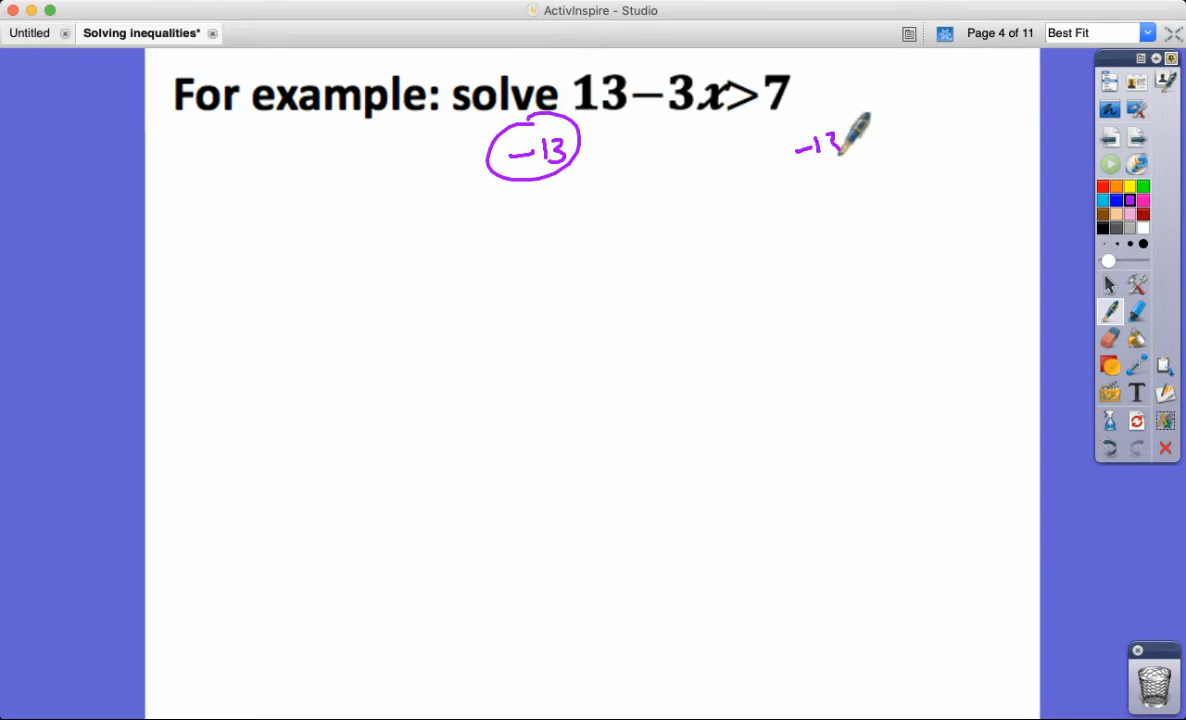 ActivInspire - Studio
Untitled Solving inequalities* Page 4 of 11 Best Fit
For example: solve 13−3x>7
−13 −13
T